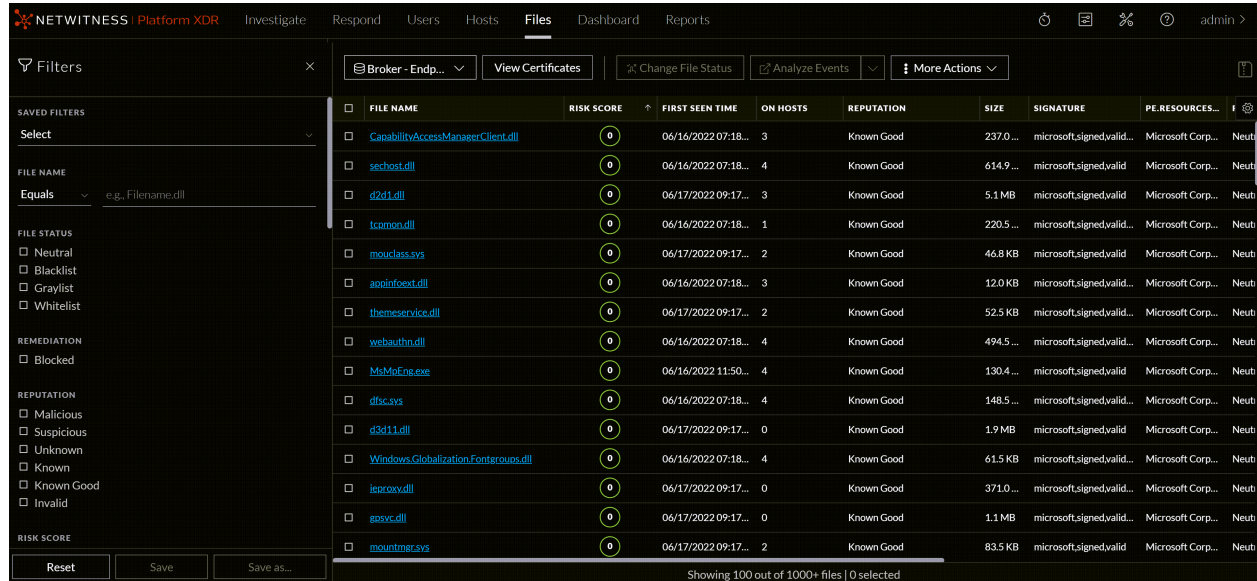 NETWITNESS | Platform XDR Investigate Respond Users Hosts Files Dashboard Reports admin >
Filters ×
SAVED FILTERS
Select
FILE NAME
Equals e.g., Filename.dll
FILE STATUS
Neutral
Blacklist
Graylist
Whitelist
REMEDIATION
Blocked
REPUTATION
Malicious
Suspicious
Unknown
Known
Known Good
Invalid
RISK SCORE
Reset Save Save as...
Broker - Endp... View Certificates Change File Status Analyze Events More Actions
FILE NAME RISK SCORE ↑ FIRST SEEN TIME ON HOSTS REPUTATION SIZE SIGNATURE PE.RESOURCES...
CapabilityAccessManagerClient.dll 0 06/16/2022 07:18... 3 Known Good 237.0 ... microsoft,signed,valid... Microsoft Corp... Neutr
sechost.dll 0 06/16/2022 07:18... 4 Known Good 614.9 ... microsoft,signed,valid Microsoft Corp... Neutr
d2d1.dll 0 06/17/2022 09:17... 3 Known Good 5.1 MB microsoft,signed,valid Microsoft Corp... Neutr
tcpmon.dll 0 06/16/2022 07:18... 1 Known Good 220.5 ... microsoft,signed,valid... Microsoft Corp... Neutr
mouclass.sys 0 06/17/2022 09:17... 2 Known Good 46.8 KB microsoft,signed,valid... Microsoft Corp... Neutr
appinfoext.dll 0 06/16/2022 07:18... 3 Known Good 12.0 KB microsoft,signed,valid... Microsoft Corp... Neutr
themeservice.dll 0 06/17/2022 09:17... 2 Known Good 52.5 KB microsoft,signed,valid... Microsoft Corp... Neutr
webauthn.dll 0 06/16/2022 07:18... 4 Known Good 494.5 ... microsoft,signed,valid... Microsoft Corp... Neutr
MsMpEng.exe 0 06/16/2022 11:50... 4 Known Good 130.4 ... microsoft,signed,valid Microsoft Corp... Neutr
dfsc.sys 0 06/16/2022 07:18... 4 Known Good 148.5 ... microsoft,signed,valid... Microsoft Corp... Neutr
d3d11.dll 0 06/17/2022 09:17... 0 Known Good 1.9 MB microsoft,signed,valid... Microsoft Corp... Neutr
Windows.Globalization.Fontgroups.dll 0 06/16/2022 07:18... 4 Known Good 61.5 KB microsoft,signed,valid... Microsoft Corp... Neutr
ieproxy.dll 0 06/17/2022 09:17... 0 Known Good 371.0 ... microsoft,signed,valid... Microsoft Corp... Neutr
gpsvc.dll 0 06/17/2022 09:17... 0 Known Good 1.1 MB microsoft,signed,valid... Microsoft Corp... Neutr
mountmgr.sys 0 06/17/2022 09:17... 2 Known Good 83.5 KB microsoft,signed,valid... Microsoft Corp... Neutr
Showing 100 out of 1000+ files | 0 selected